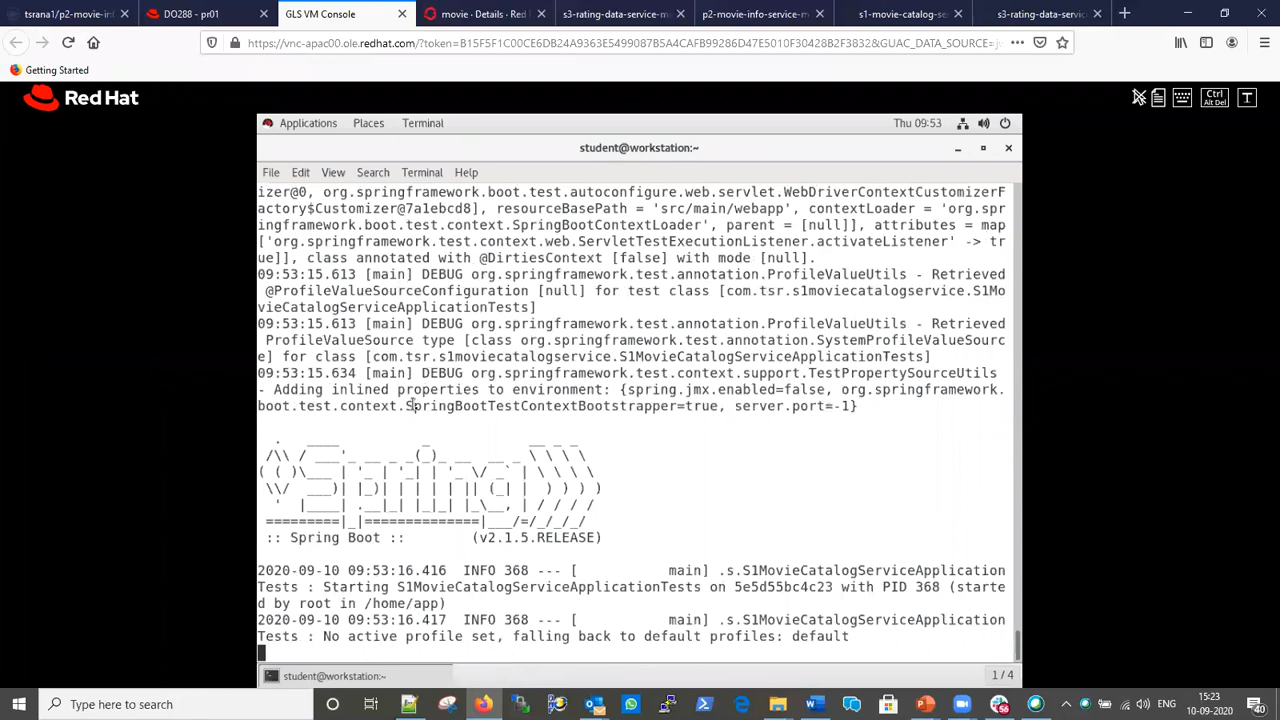 tsrana1/p2-movie-inf
DO288 - pr01
GLS VM Console
movie · Details · Red
s3-rating-data-service-m
p2-movie-info-service-m
s1-movie-catalog-se
s3-rating-data-service
https://vnc-apac00.ole.redhat.com/?token=B15F5F1C00CE6DB24A9363E5499087B5A4CAFB99286D47E5010F30428B2F3832&GUAC_DATA_SOURCE=j
Getting Started
Red Hat
Ctrl
Alt Del
Applications Places Terminal Thu 09:53
student@workstation:~
File Edit View Search Terminal Help
izer@0, org.springframework.boot.test.autoconfigure.web.servlet.WebDriverContextCustomizerF
actory$Customizer@7a1ebcd8], resourceBasePath = 'src/main/webapp', contextLoader = 'org.spr
ingframework.boot.test.context.SpringBootContextLoader', parent = [null]], attributes = map
['org.springframework.test.context.web.ServletTestExecutionListener.activateListener' -> tr
ue]], class annotated with @DirtiesContext [false] with mode [null].
09:53:15.613 [main] DEBUG org.springframework.test.annotation.ProfileValueUtils - Retrieved
@ProfileValueSourceConfiguration [null] for test class [com.tsr.s1moviecatalogservice.S1Mo
vieCatalogServiceApplicationTests]
09:53:15.613 [main] DEBUG org.springframework.test.annotation.ProfileValueUtils - Retrieved
ProfileValueSource type [class org.springframework.test.annotation.SystemProfileValueSourc
e] for class [com.tsr.s1moviecatalogservice.S1MovieCatalogServiceApplicationTests]
09:53:15.634 [main] DEBUG org.springframework.test.context.support.TestPropertySourceUtils
- Adding inlined properties to environment: {spring.jmx.enabled=false, org.springframework.
boot.test.context.SpringBootTestContextBootstrapper=true, server.port=-1}
Spring
:: Spring Boot :: (v2.1.5.RELEASE)
2020-09-10 09:53:16.416 INFO 368 --- [ main] .s.S1MovieCatalogServiceApplication
Tests : Starting S1MovieCatalogServiceApplicationTests on 5e5d55bc4c23 with PID 368 (starte
d by root in /home/app)
2020-09-10 09:53:16.417 INFO 368 --- [ main] .s.S1MovieCatalogServiceApplication
Tests : No active profile set, falling back to default profiles: default
student@workstation:~
1 / 4
Type here to search
ENG
15:23
10-09-2020
40